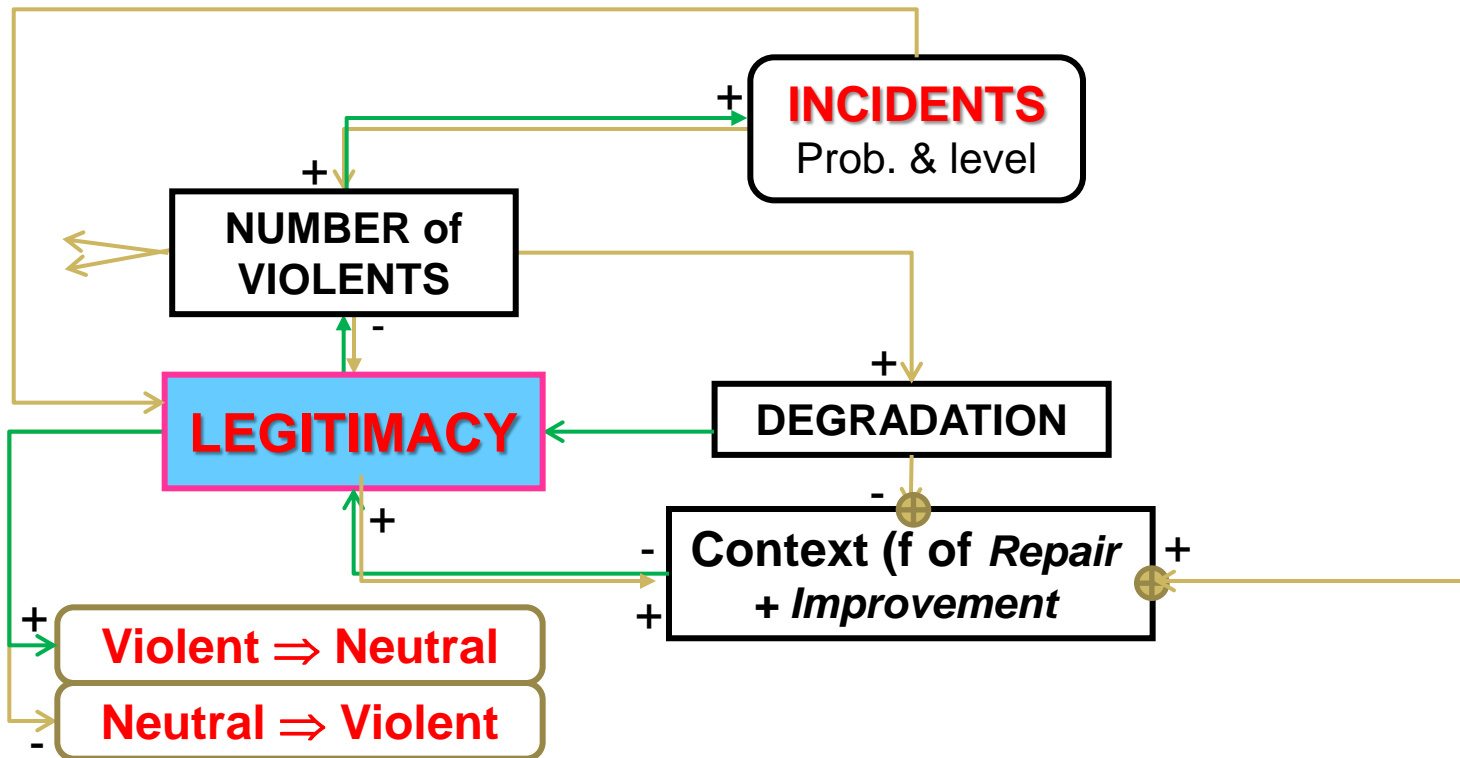 +
INCIDENTS
Prob. & level
+
NUMBER of
VIOLENTS
-
+
DEGRADATION
LEGITIMACY
-
+
Context (f of Repair
+ Improvement
-
+
+
+
Violent ⇒ Neutral
Neutral ⇒ Violent
-